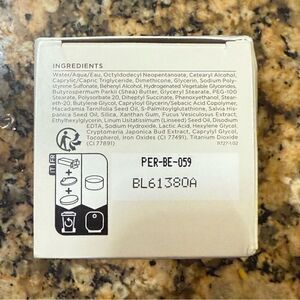 INGREDIENTS
Water/Aqua/Eau, Octyldodecyl Neopentanoate, Cetearyl Alcohol,
Caprylic/Capric Triglyceride, Dimethicone, Glycerin, Sodium Poly-
styrene Sulfonate, Behenyl Alcohol, Hydrogenated Vegetable Glycerides,
Butyrospermum Parkii (Shea) Butter, Glyceryl Stearate, PEG-100
Stearate, Polysorbate 20, Dipeptide Phenoxyethanol, Stear-
eth-20, Butylene Glycol, Capryloyl Glycerin/Sebacic Acid Copolymer,
Macadamia Ternifolia Seed Oil, Salvia His-
panica Seed Oil, Silica, Xanthan Gum, Fucus Vesiculosus Extract,
Ethylhexylglycerin, Linum Usitatissimum (Linseed) Seed Oil, Disodium
EDTA, Sodium Hydroxide, Lactic Acid, Hexylene Glycol,
Cryptomeria Japonica Bud Extract, Caprylyl Glycol,
Tocopherol, Iron Oxides (CI 77491), Titanium Dioxide
(CI 77891)
FR
PER-BE-059
BL61380A